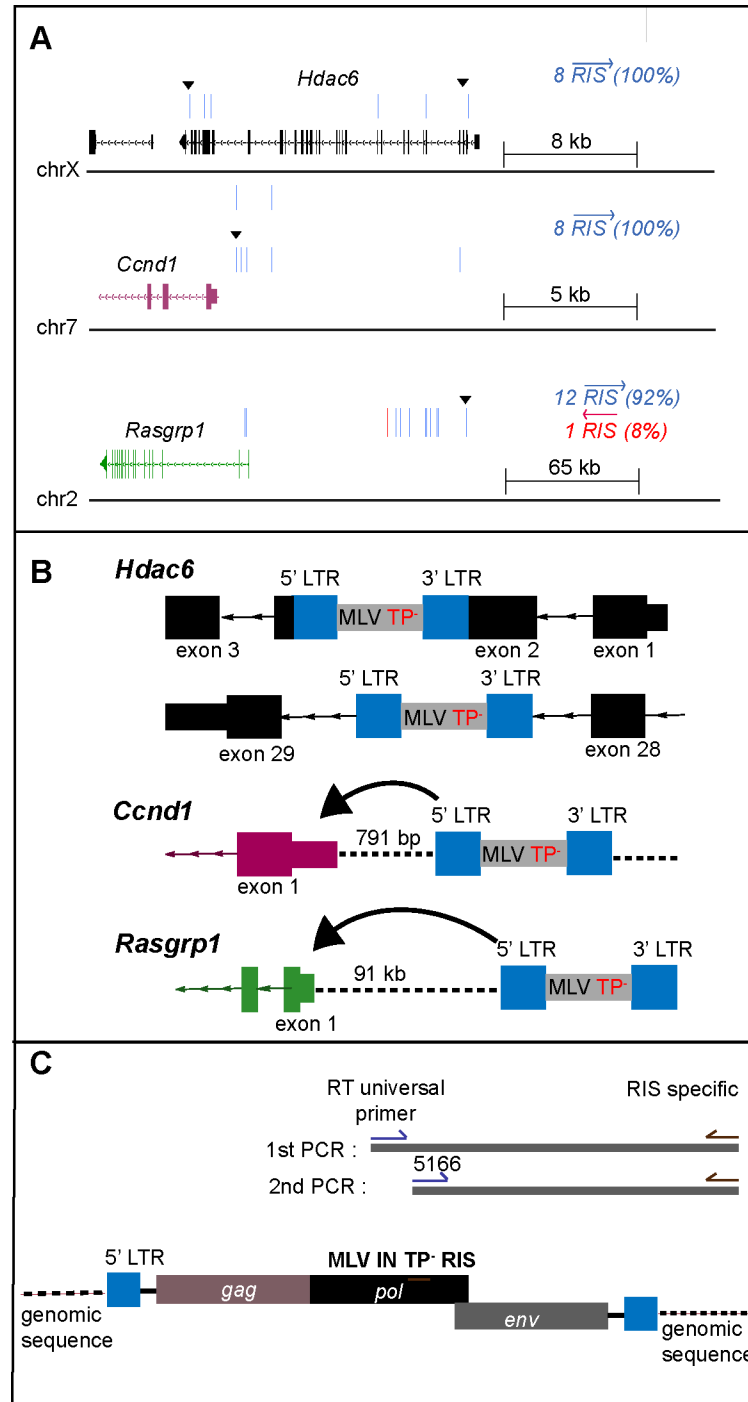 A
Hdac6
8 RIS (100%)
8 kb
chrX
8 RIS (100%)
Ccnd1
5 kb
chr7
12 RIS (92%)
1 RIS (8%)
Rasgrp1
65 kb
chr2
B
Hdac6
5' LTR 3' LTR
MLV TP-
exon 3 exon 2 exon 1
5' LTR 3' LTR
MLV TP-
exon 29 exon 28
Ccnd1
5' LTR 3' LTR
791 bp
MLV TP-
exon 1
Rasgrp1
5' LTR 3' LTR
91 kb
MLV TP-
exon 1
C
RT universal primer
RIS specific
1st PCR :
5166
2nd PCR :
5' LTR
MLV IN TP- RIS
gag pol
env
genomic sequence
genomic sequence